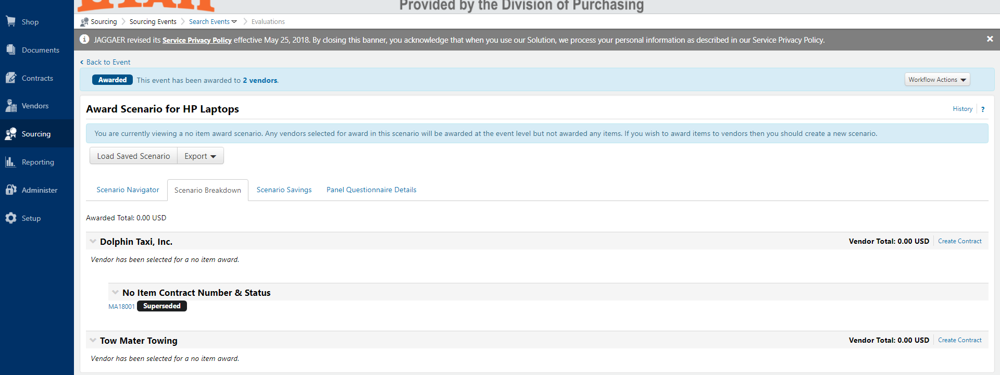 UTAH
Provided by the Division of Purchasing
Shop
Documents
Contracts
Vendors
Sourcing
Reporting
Administer
Setup
Sourcing Sourcing Events Search Events Evaluations
JAGGAER revised its Service Privacy Policy effective May 25, 2018. By closing this banner, you acknowledge that when you use our Solution, we process your personal information as described in our Service Privacy Policy.
Back to Event
Awarded This event has been awarded to 2 vendors.
Workflow Actions
Award Scenario for HP Laptops
History ?
You are currently viewing a no item award scenario. Any vendors selected for award in this scenario will be awarded at the event level but not awarded any items. If you wish to award items to vendors then you should create a new scenario.
Load Saved Scenario Export
Scenario Navigator Scenario Breakdown Scenario Savings Panel Questionnaire Details
Awarded Total: 0.00 USD
Dolphin Taxi, Inc. Vendor Total: 0.00 USD Create Contract
Vendor has been selected for a no item award.
No Item Contract Number & Status
MA18001 Superseded
Tow Mater Towing Vendor Total: 0.00 USD Create Contract
Vendor has been selected for a no item award.